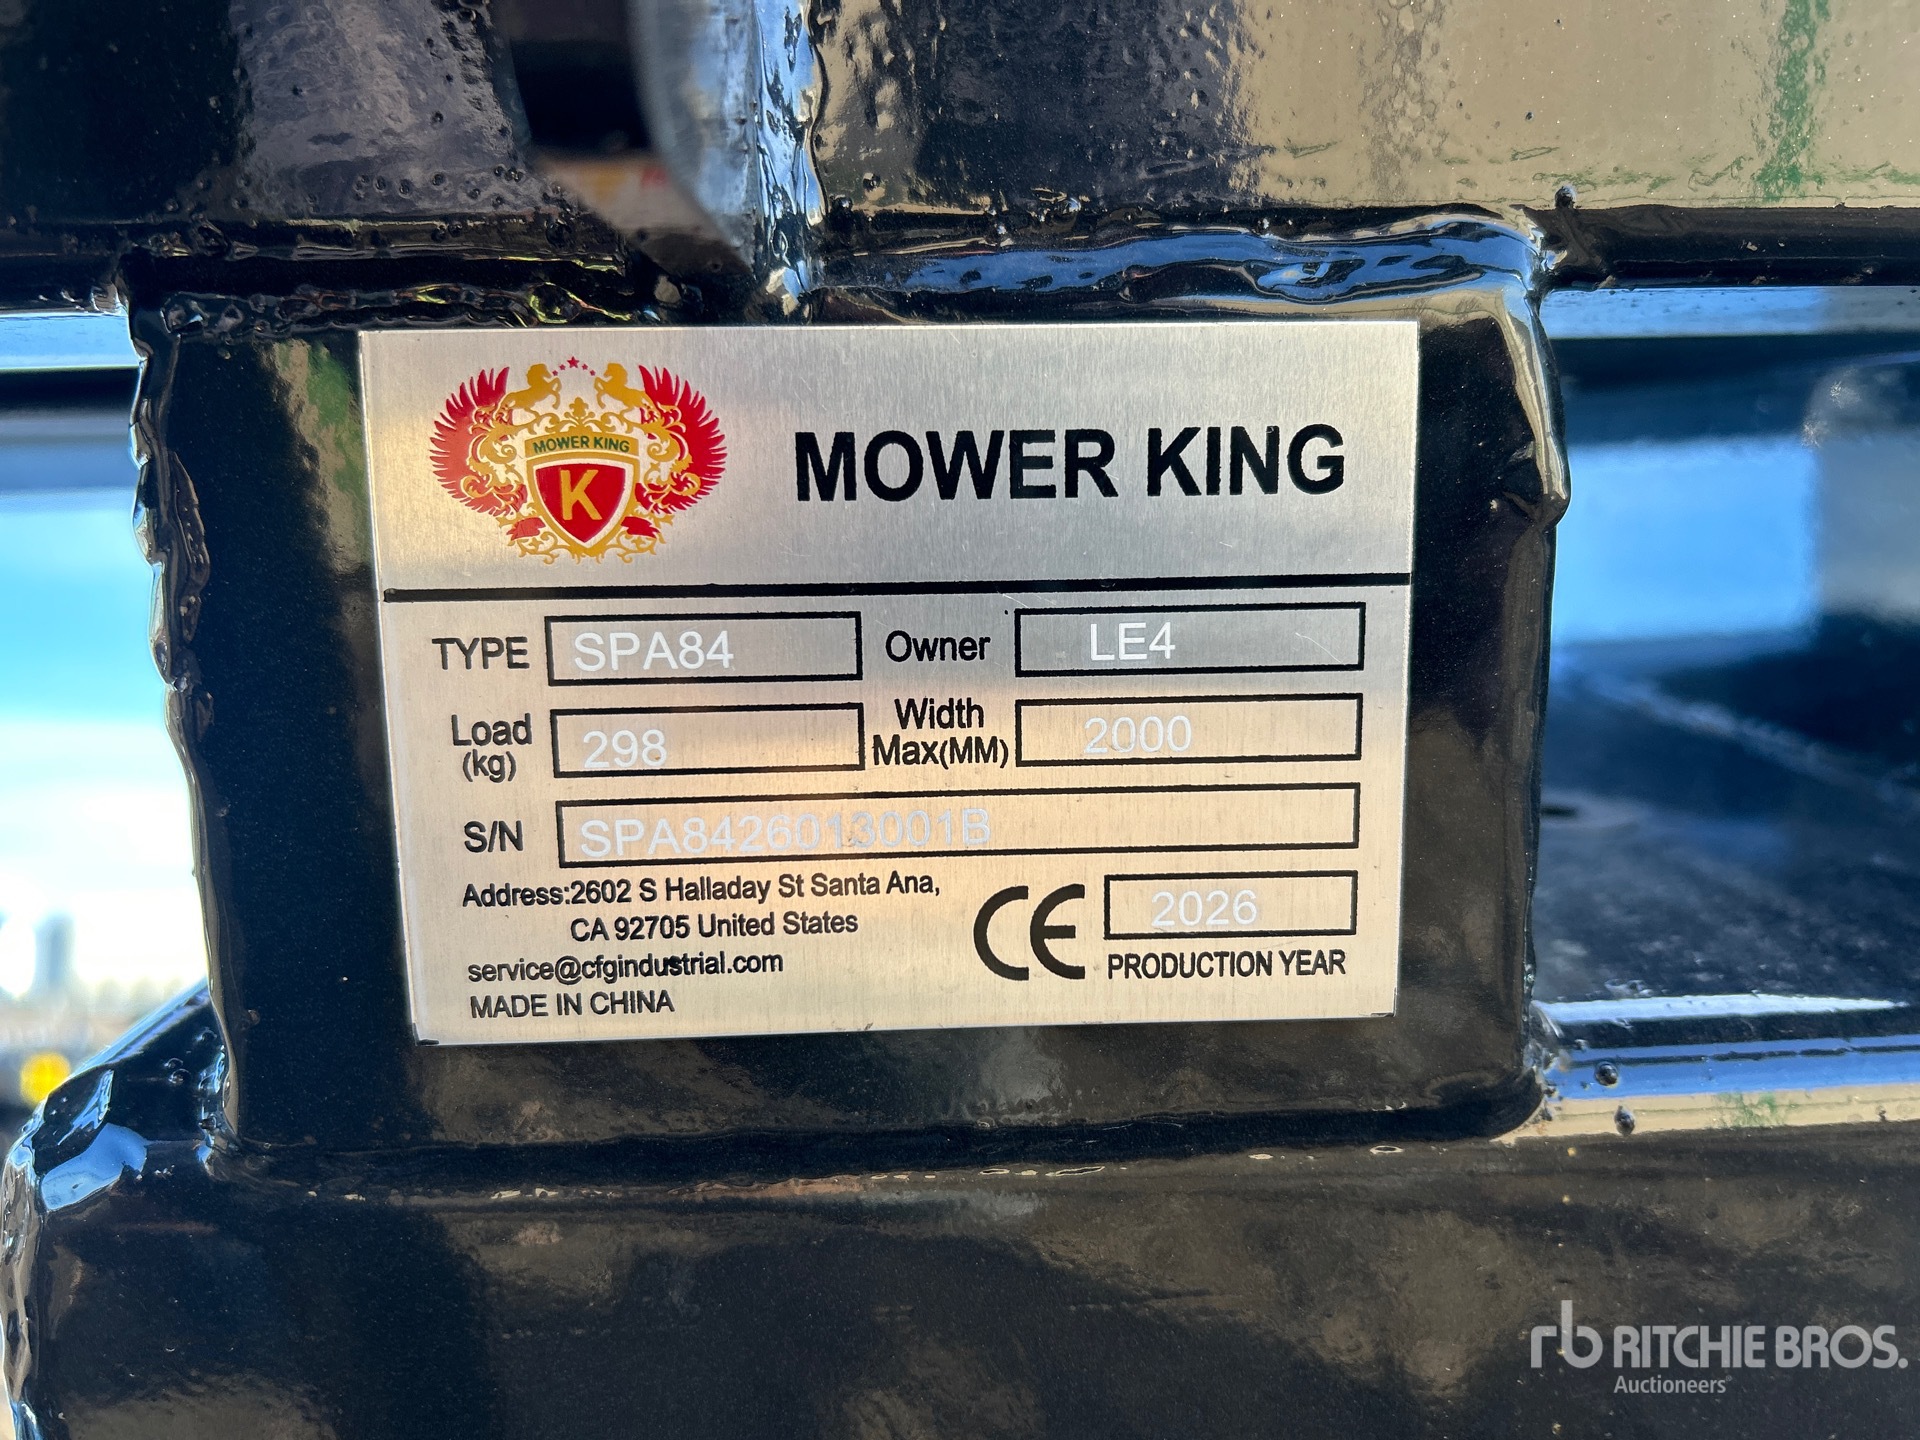 MOWER KING
K
MOWER KING
TYPE SPA84 Owner LE4
Load (kg) 298 Width Max(MM) 2000
S/N SPA8426013001B
Address:2602 S Halladay St Santa Ana,
CA 92705 United States
service@cfgindustrial.com
MADE IN CHINA
CE 2026
PRODUCTION YEAR
rb RITCHIE BROS.
Auctioneers